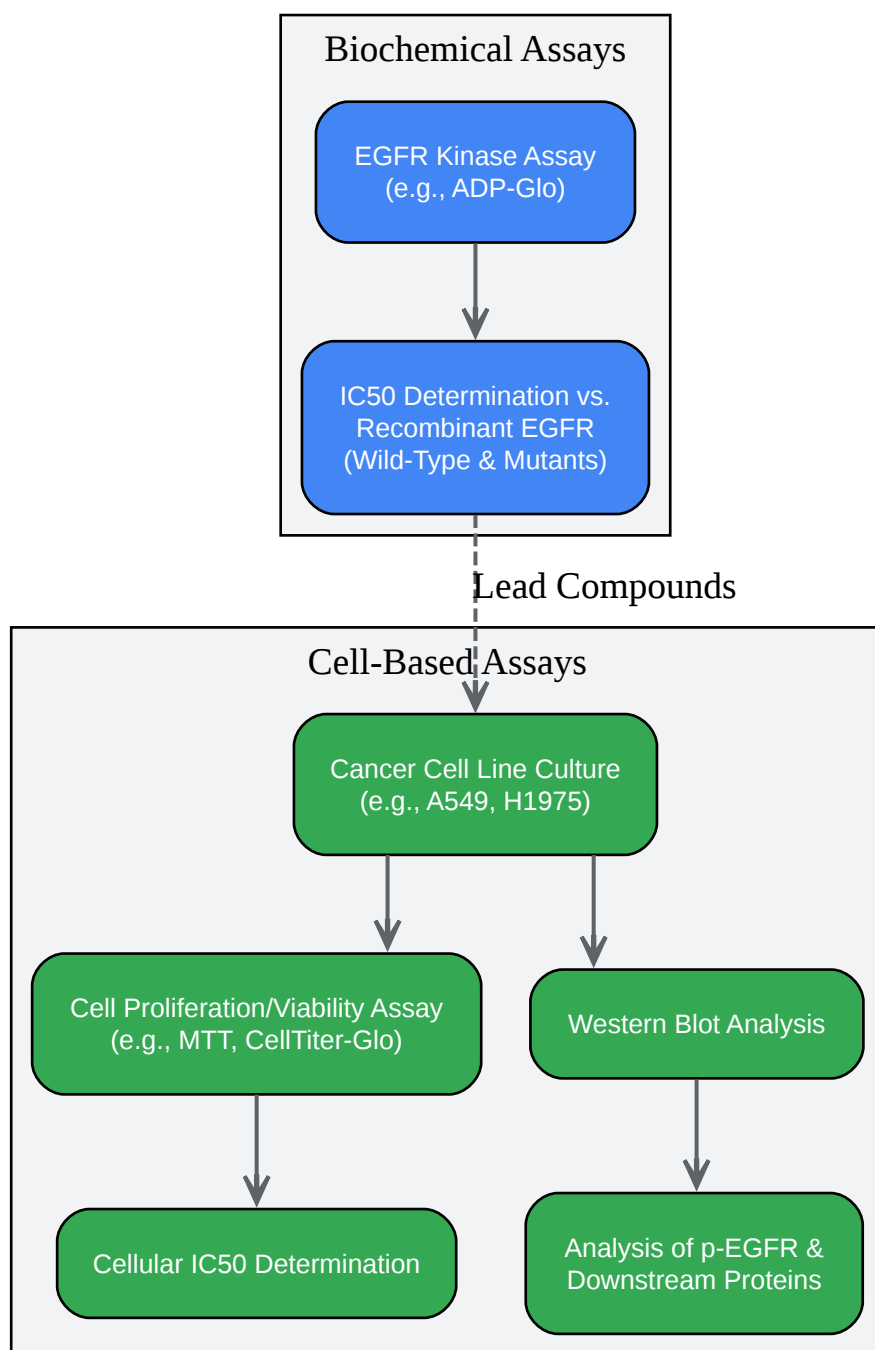 Biochemical Assays
EGFR Kinase Assay
(e.g., ADP-Glo)
IC50 Determination vs.
Recombinant EGFR
(Wild-Type & Mutants)
Lead Compounds
Cell-Based Assays
Cancer Cell Line Culture
(e.g., A549, H1975)
Cell Proliferation/Viability Assay
(e.g., MTT, CellTiter-Glo)
Western Blot Analysis
Cellular IC50 Determination
Analysis of p-EGFR &
Downstream Proteins